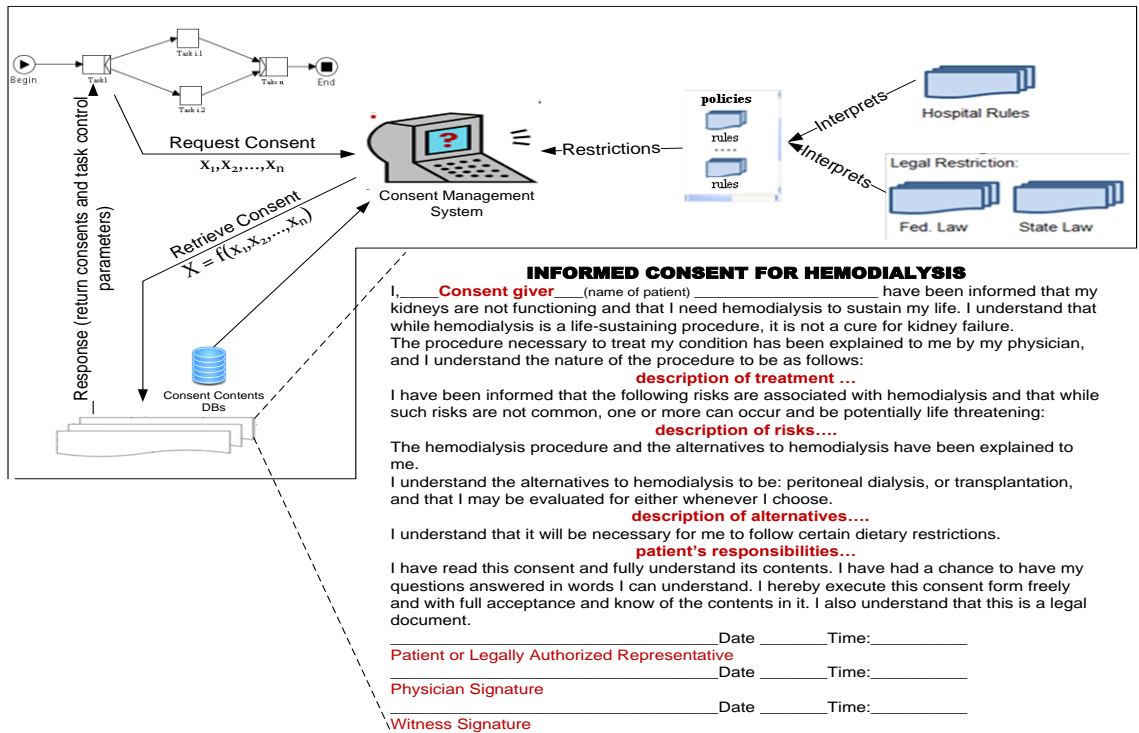 Begin
Task1
Task i.1
Task i.2
Taks n
End
Request Consent
x1,x2,...,xn
?
Consent Management
System
Restrictions
policies
rules
....
rules
Interprets
Interprets
Hospital Rules
Legal Restriction:
Fed. Law
State Law
Retrieve Consent
X = f(x1,x2,...,xn)
Response (return consents and task control
parameters)
Consent Contents
DBs
INFORMED CONSENT FOR HEMODIALYSIS
I,____Consent giver___(name of patient) ______________________ have been informed that my
kidneys are not functioning and that I need hemodialysis to sustain my life. I understand that
while hemodialysis is a life-sustaining procedure, it is not a cure for kidney failure.
The procedure necessary to treat my condition has been explained to me by my physician,
and I understand the nature of the procedure to be as follows:
description of treatment ...
I have been informed that the following risks are associated with hemodialysis and that while
such risks are not common, one or more can occur and be potentially life threatening:
description of risks....
The hemodialysis procedure and the alternatives to hemodialysis have been explained to
me.
I understand the alternatives to hemodialysis to be: peritoneal dialysis, or transplantation,
and that I may be evaluated for either whenever I choose.
description of alternatives....
I understand that it will be necessary for me to follow certain dietary restrictions.
patient's responsibilities...
I have read this consent and fully understand its contents. I have had a chance to have my
questions answered in words I can understand. I hereby execute this consent form freely
and with full acceptance and know of the contents in it. I also understand that this is a legal
document.
________________________________________Date ________Time:____________
Patient or Legally Authorized Representative
________________________________________Date ________Time:____________
Physician Signature
________________________________________Date ________Time:____________
Witness Signature